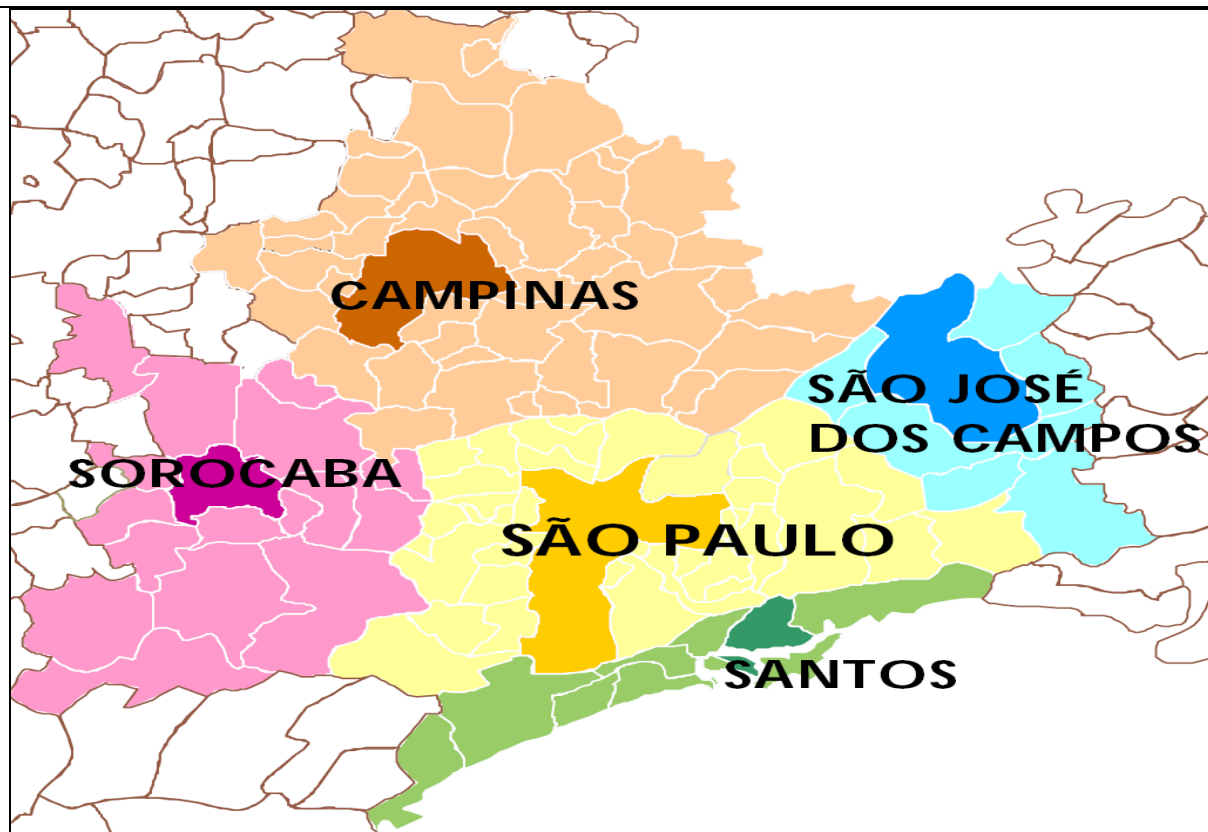 CAMPINAS
SÃO JOSÉ
DOS CAMPOS
SOROCABA
SÃO PAULO
SANTOS